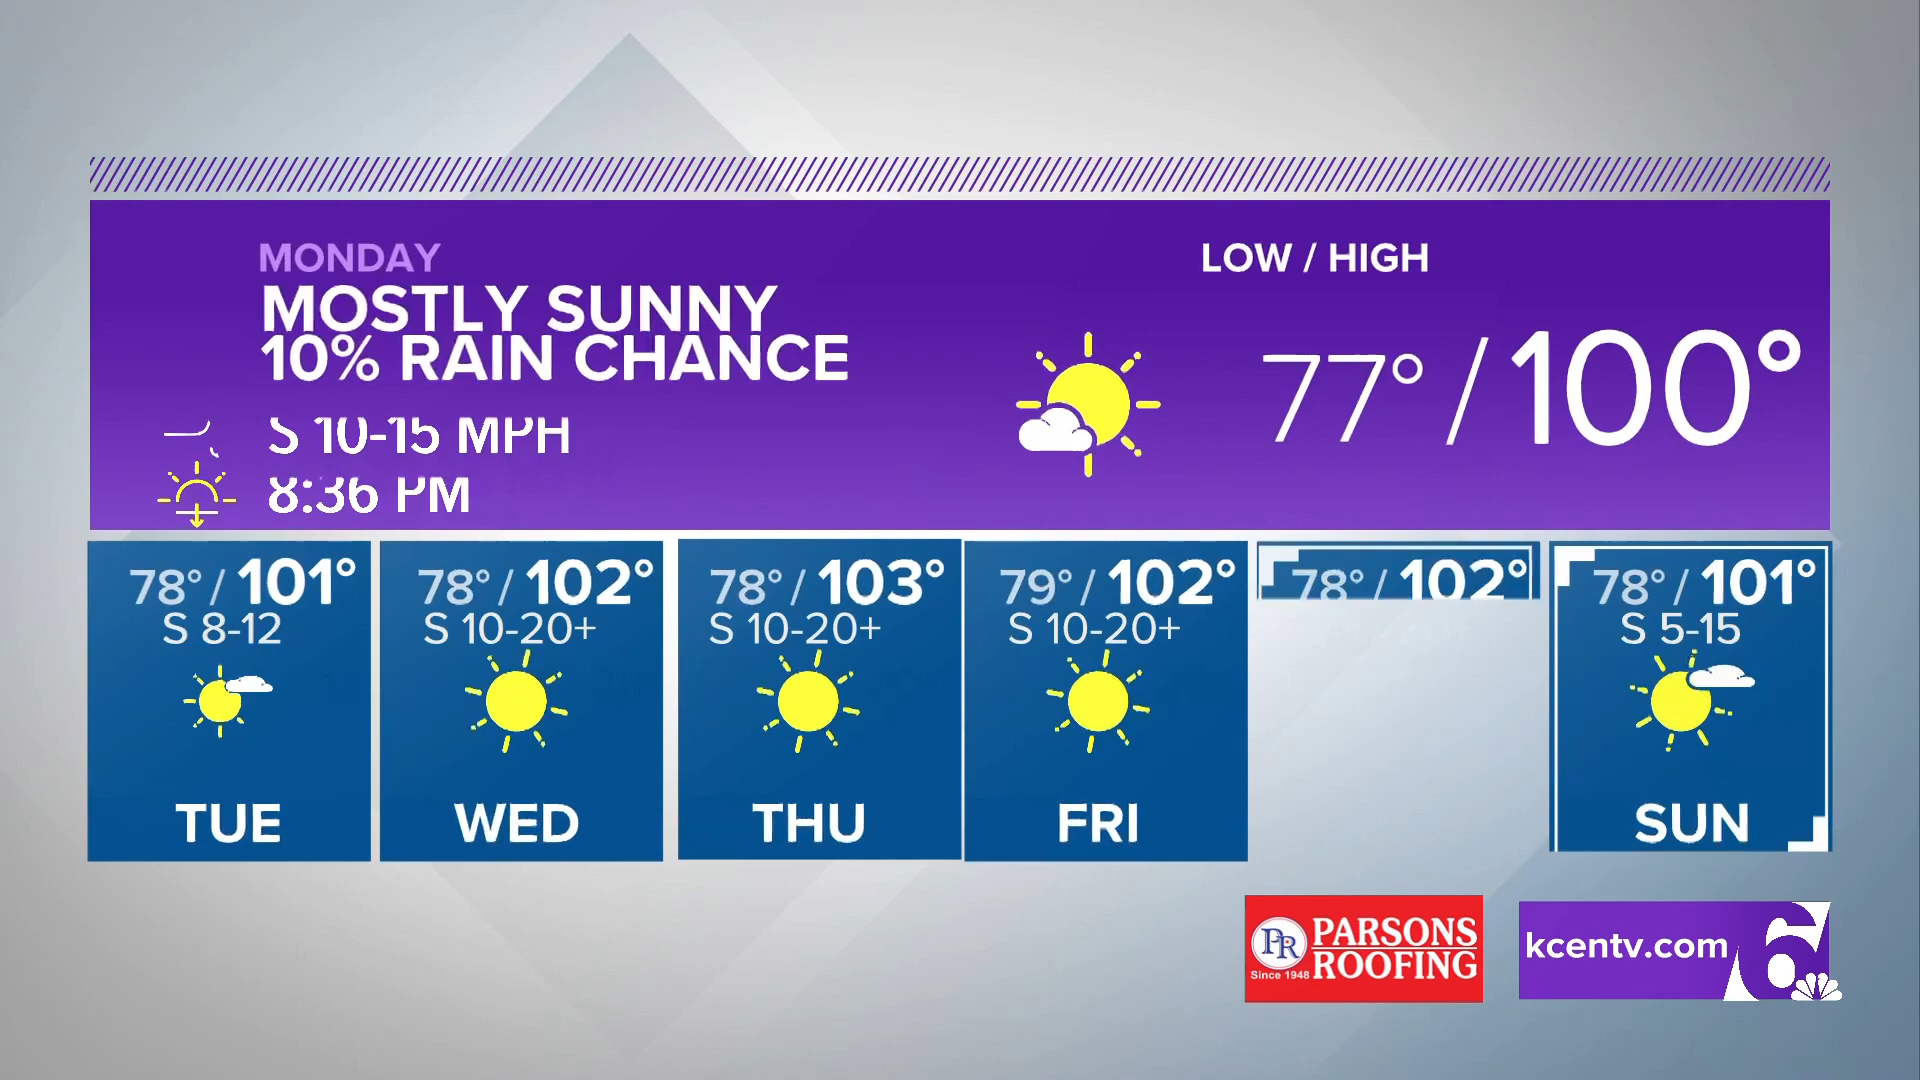 MONDAY
MOSTLY SUNNY
10% RAIN CHANCE
S 10-15 MPH
8:36 PM
LOW / HIGH
77° / 100°
78° / 101°
S 8-12
TUE
78° / 102°
S 10-20+
WED
78° / 103°
S 10-20+
THU
79° / 102°
S 10-20+
FRI
78° / 102°
78° / 101°
S 5-15
SUN
PR
Since 1948
PARSONS
ROOFING
kcentv.com
6